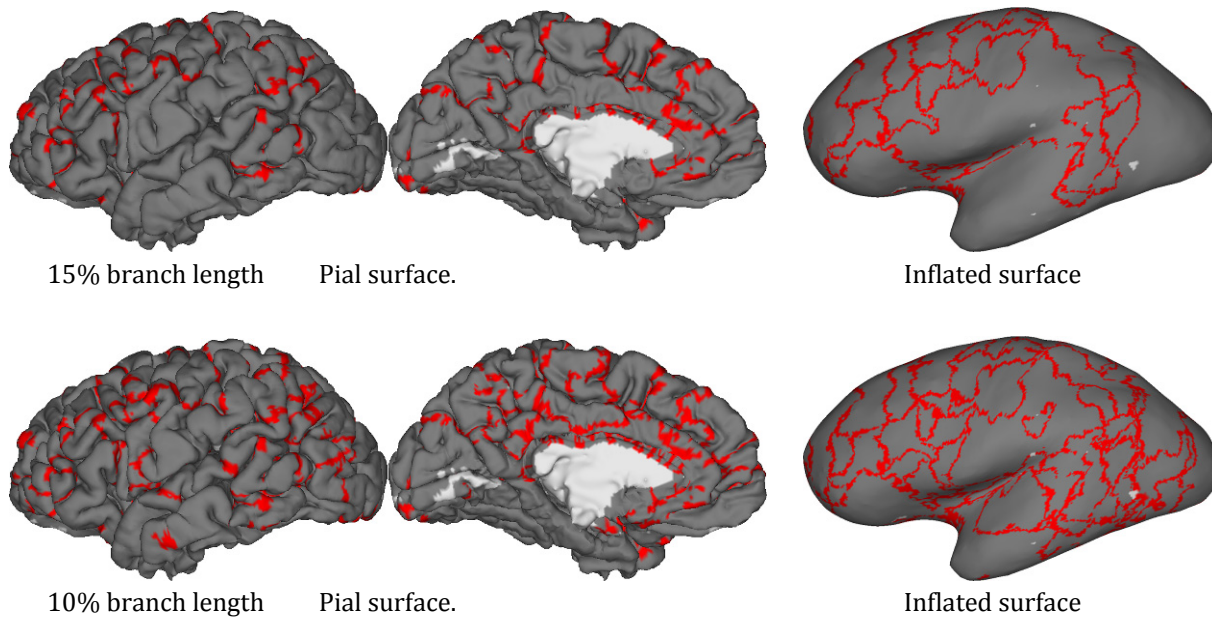 15% branch length Pial surface. Inflated surface
10% branch length Pial surface. Inflated surface